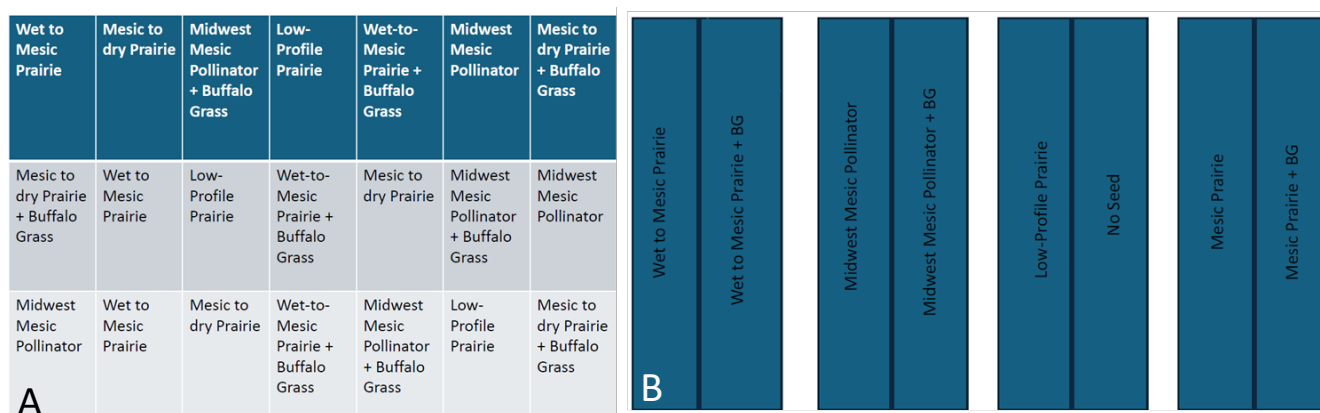 Wet to
Mesic
Prairie
Mesic to
dry Prairie
Midwest
Mesic
Pollinator
+ Buffalo
Grass
Low-
Profile
Prairie
Wet-to-
Mesic
Prairie +
Buffalo
Grass
Midwest
Mesic
Pollinator
Mesic to
dry Prairie
+ Buffalo
Grass
Mesic to
dry Prairie
+ Buffalo
Grass
Wet to
Mesic
Prairie
Low-
Profile
Prairie
Wet-to-
Mesic
Prairie +
Buffalo
Grass
Mesic to
dry Prairie
Midwest
Mesic
Pollinator
+ Buffalo
Grass
Midwest
Mesic
Pollinator
Midwest
Mesic
Pollinator
Wet to
Mesic
Prairie
Mesic to
dry Prairie
Wet-to-
Mesic
Prairie +
Buffalo
Grass
Midwest
Mesic
Pollinator
+ Buffalo
Grass
Low-
Profile
Prairie
Mesic to
dry Prairie
+ Buffalo
Grass
A
Wet to Mesic Prairie
Wet to Mesic Prairie + BG
Midwest Mesic Pollinator
Midwest Mesic Pollinator + BG
Low-Profile Prairie
No Seed
Mesic Prairie
Mesic Prairie + BG
B